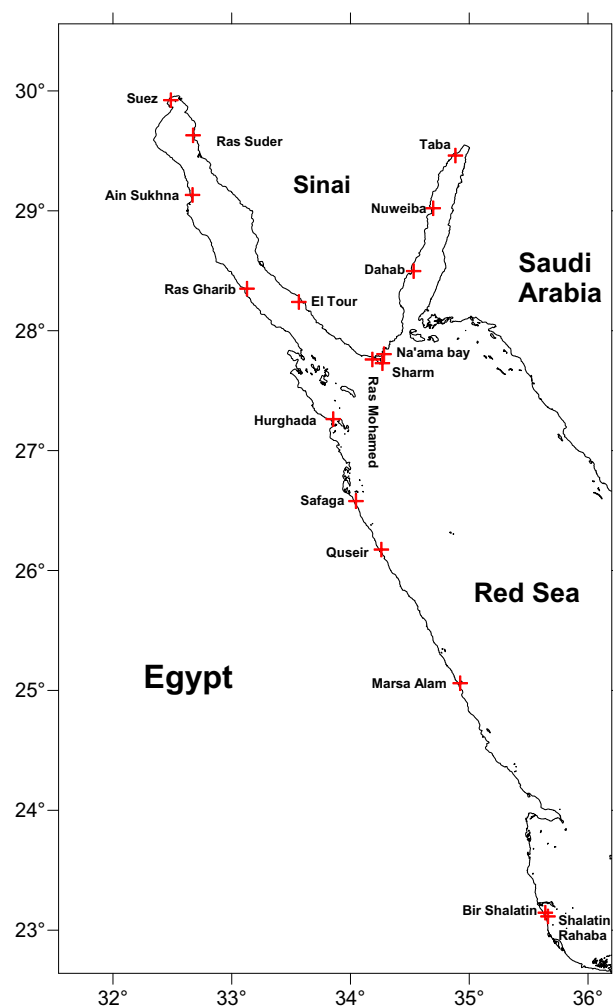 30°
Suez
Ras Suder
Taba
Sinai
Ain Sukhna
29°
Nuweiba
Dahab
Saudi
Arabia
Ras Gharib
El Tour
28°
Na'ama bay
Sharm
Ras Mohamed
Hurghada
27°
Safaga
Quseir
26°
Red Sea
Egypt
Marsa Alam
25°
24°
Bir Shalatin
Shalatin
Rahaba
23°
32°
33°
34°
35°
36°